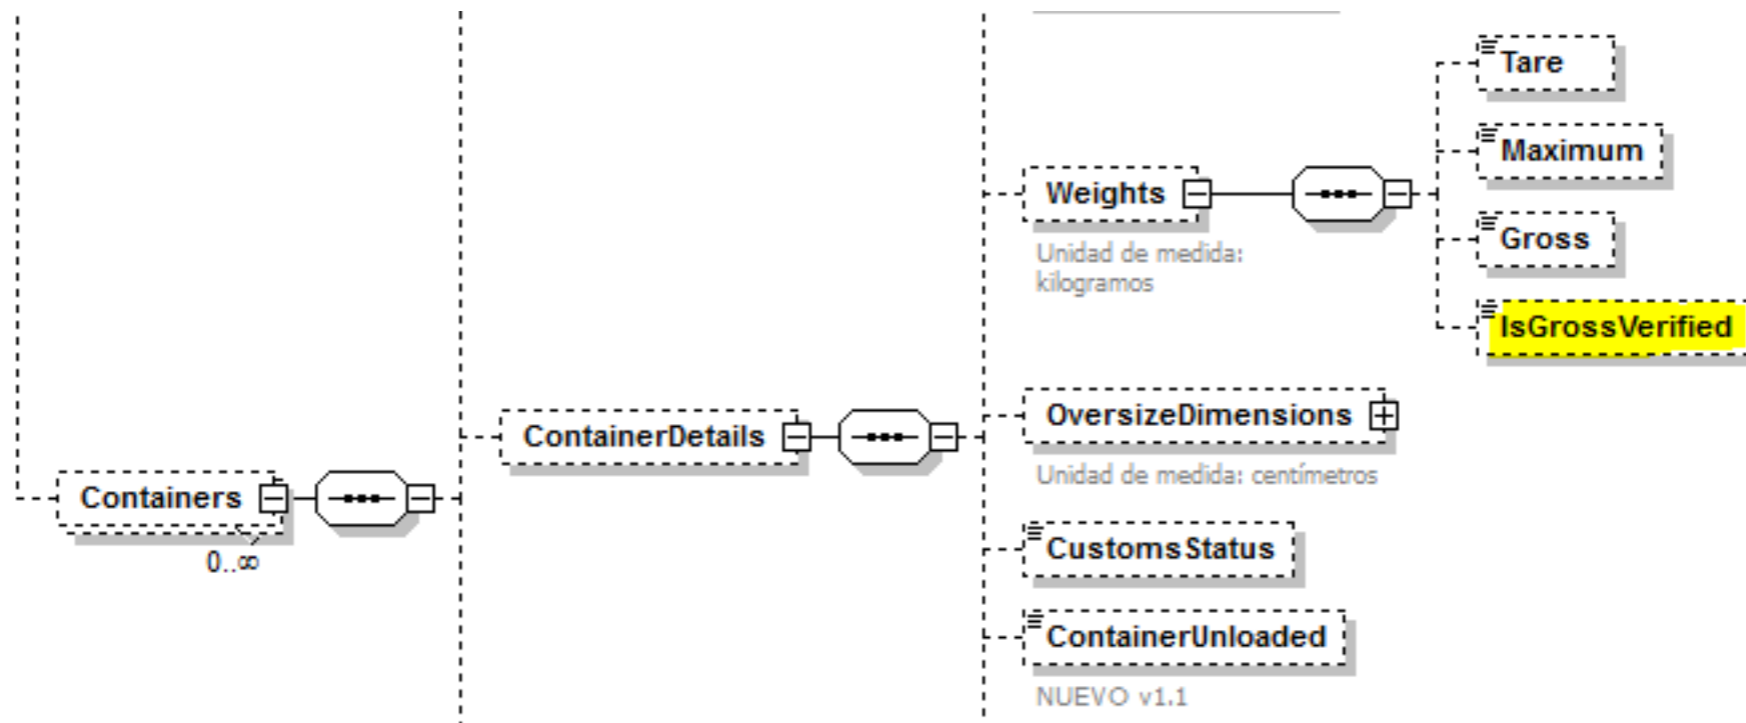 Tare
Maximum
Weights
Unidad de medida:
kilogramos
Gross
IsGrossVerified
OversizeDimensions
Unidad de medida: centímetros
ContainerDetails
Containers
0..∞
CustomsStatus
ContainerUnloaded
NUEVO v1.1